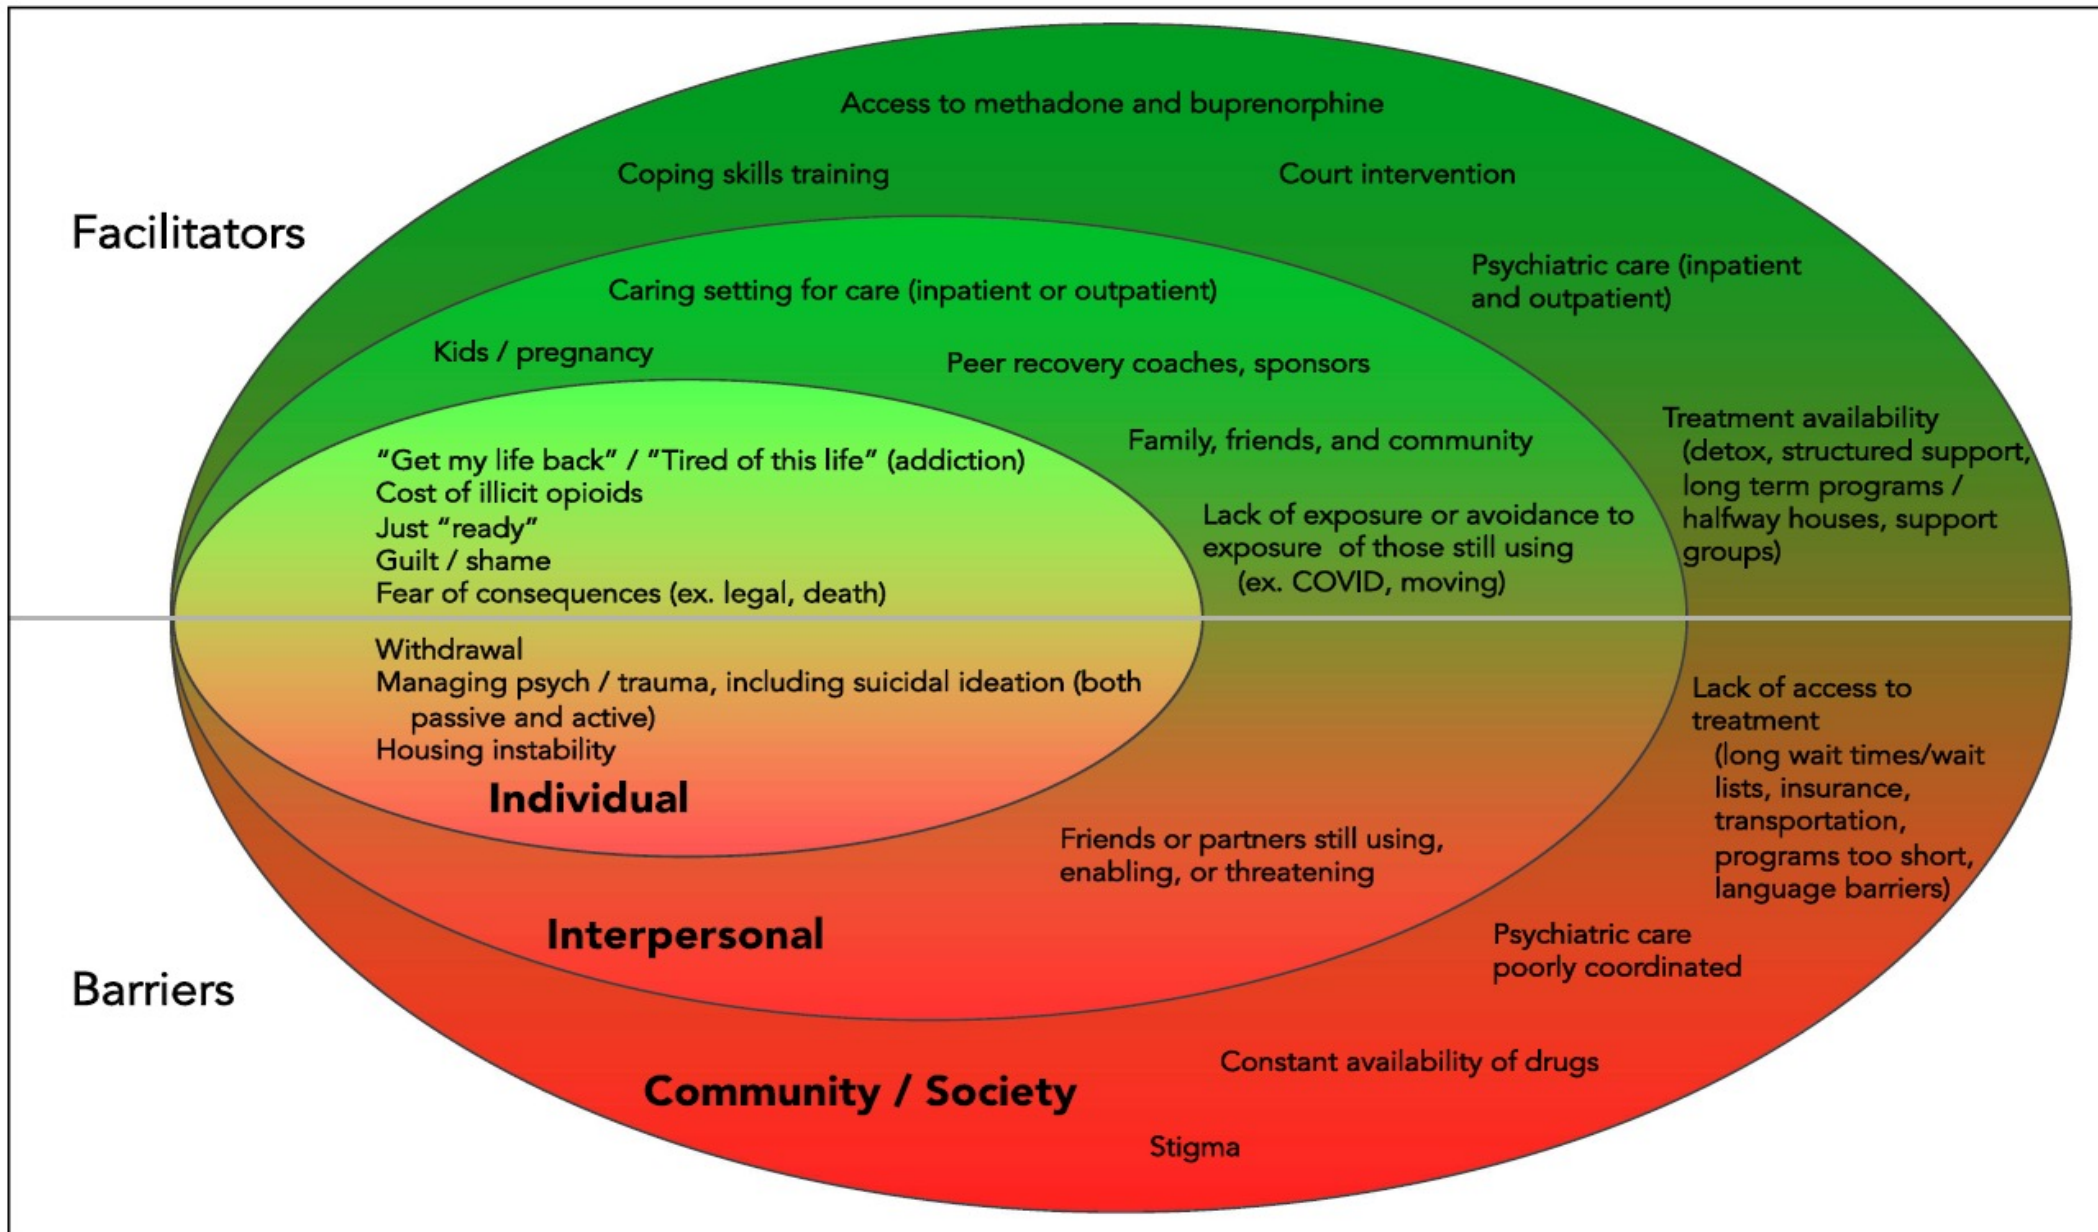 Access to methadone and buprenorphine
Coping skills training
Court intervention
Facilitators
Psychiatric care (inpatient
and outpatient)
Caring setting for care (inpatient or outpatient)
Kids / pregnancy
Peer recovery coaches, sponsors
Treatment availability
(detox, structured support,
long term programs /
halfway houses, support
groups)
Family, friends, and community
"Get my life back" / "Tired of this life" (addiction)
Cost of illicit opioids
Just "ready"
Guilt / shame
Fear of consequences (ex. legal, death)
Lack of exposure or avoidance to
exposure of those still using
(ex. COVID, moving)
Withdrawal
Managing psych / trauma, including suicidal ideation (both
passive and active)
Housing instability
Individual
Lack of access to
treatment
(long wait times/wait
lists, insurance,
transportation,
programs too short,
language barriers)
Friends or partners still using,
enabling, or threatening
Interpersonal
Psychiatric care
poorly coordinated
Barriers
Constant availability of drugs
Community / Society
Stigma